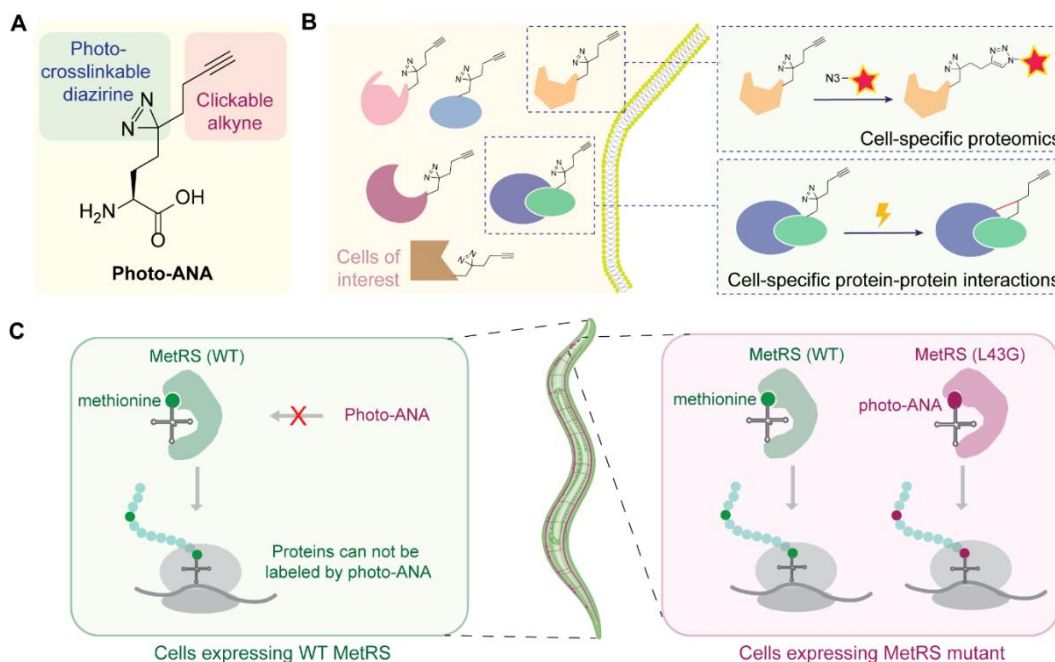 A
Photo-
crosslinkable
diazirine
Clickable
alkyne
N
N
H2N
OH
O
Photo-ANA
B
N=N
N=N
N=N
N=N
N=N
N=N
Cells of
interest
N=N
N3
N=N
N=N
N
Cell-specific proteomics
N=N
Cell-specific protein-protein interactions
C
MetRS (WT)
methionine
X
Photo-ANA
Proteins can not be
labeled by photo-ANA
Cells expressing WT MetRS
MetRS (WT)
MetRS (L43G)
methionine
photo-ANA
Cells expressing MetRS mutant